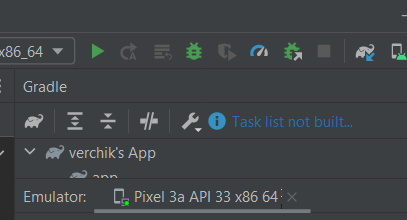 x86_64
Gradle
Task list not built...
verchik's App
app
Emulator:
Pixel 3a API 33 x86 64